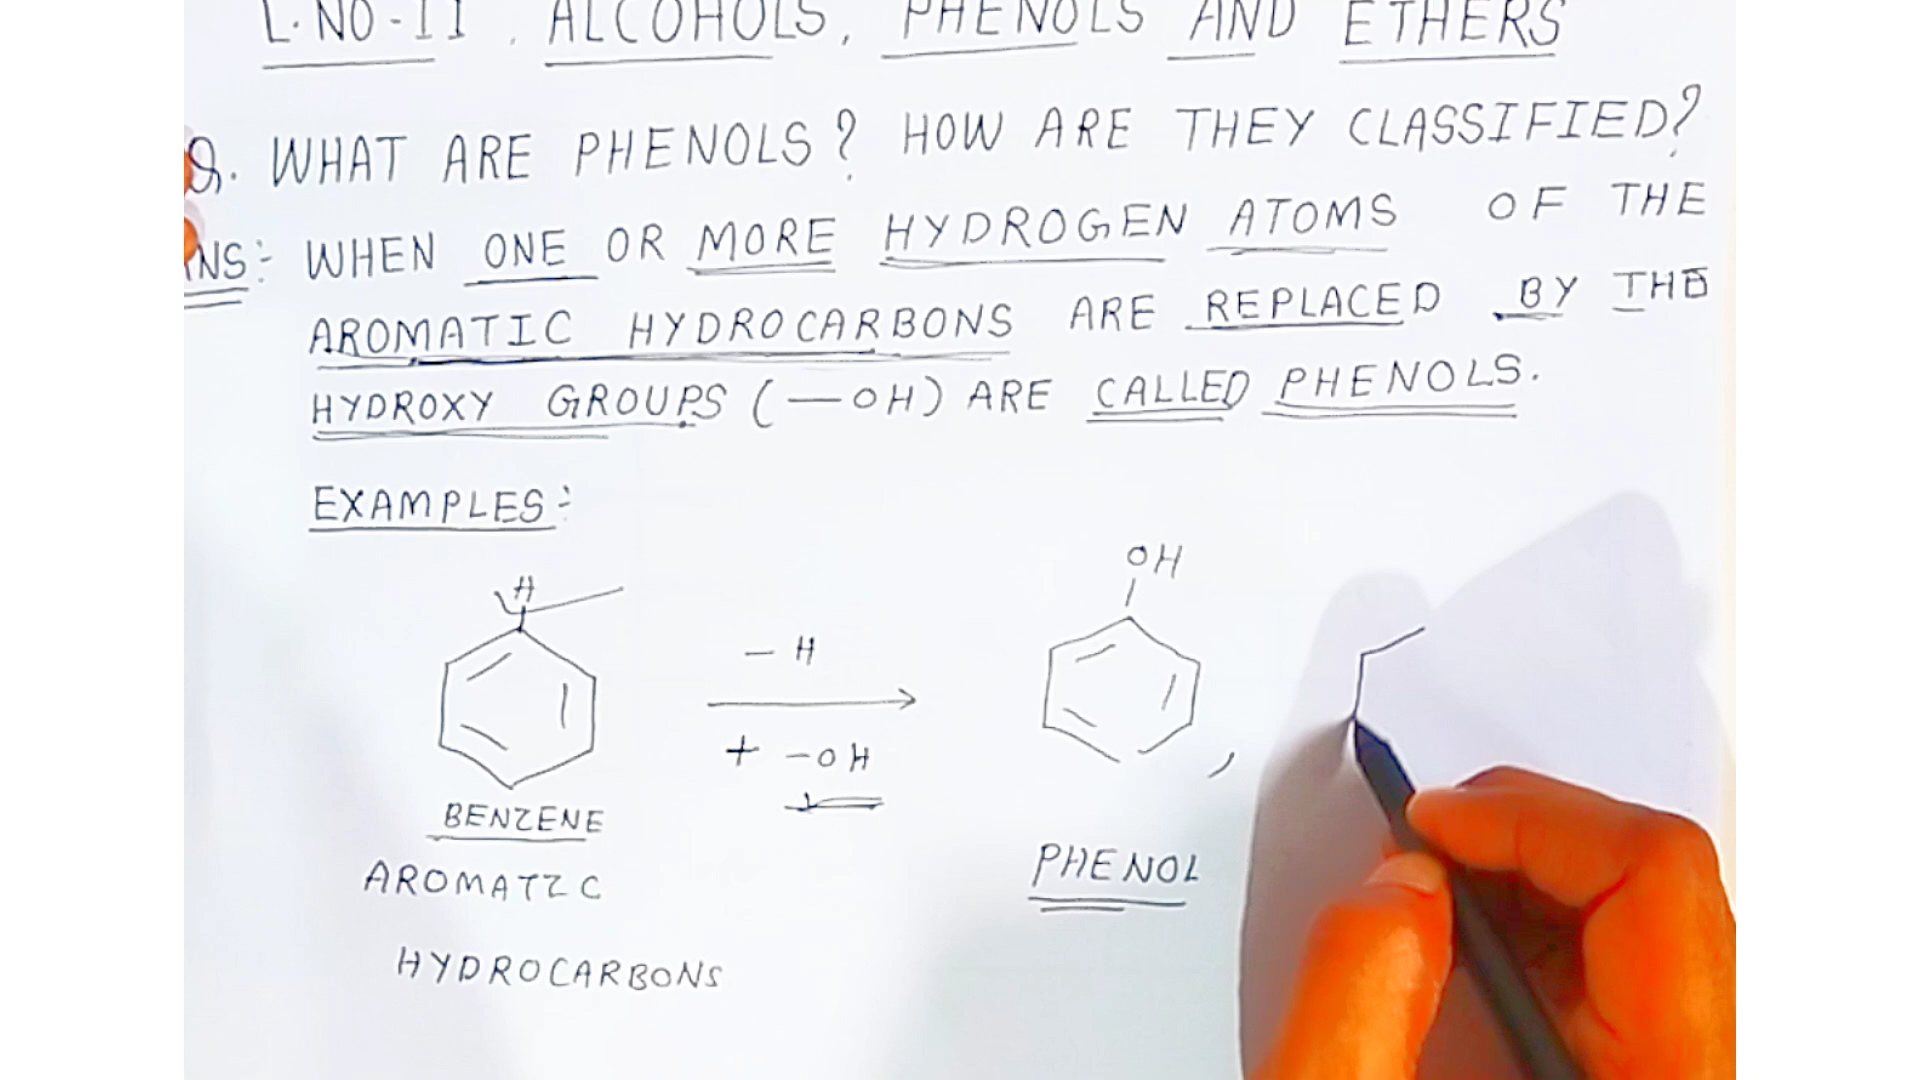 L.NO-11, ALCOHOLS, PHENOLS AND ETHERS
Q. WHAT ARE PHENOLS? HOW ARE THEY CLASSIFIED?
ANS:- WHEN ONE OR MORE HYDROGEN ATOMS OF THE
AROMATIC HYDROCARBONS ARE REPLACED BY THE
HYDROXY GROUPS (—OH) ARE CALLED PHENOLS.
EXAMPLES:-
OH
H
— H
+ -OH
,
BENZENE
PHENOL
AROMATIC
HYDROCARBONS